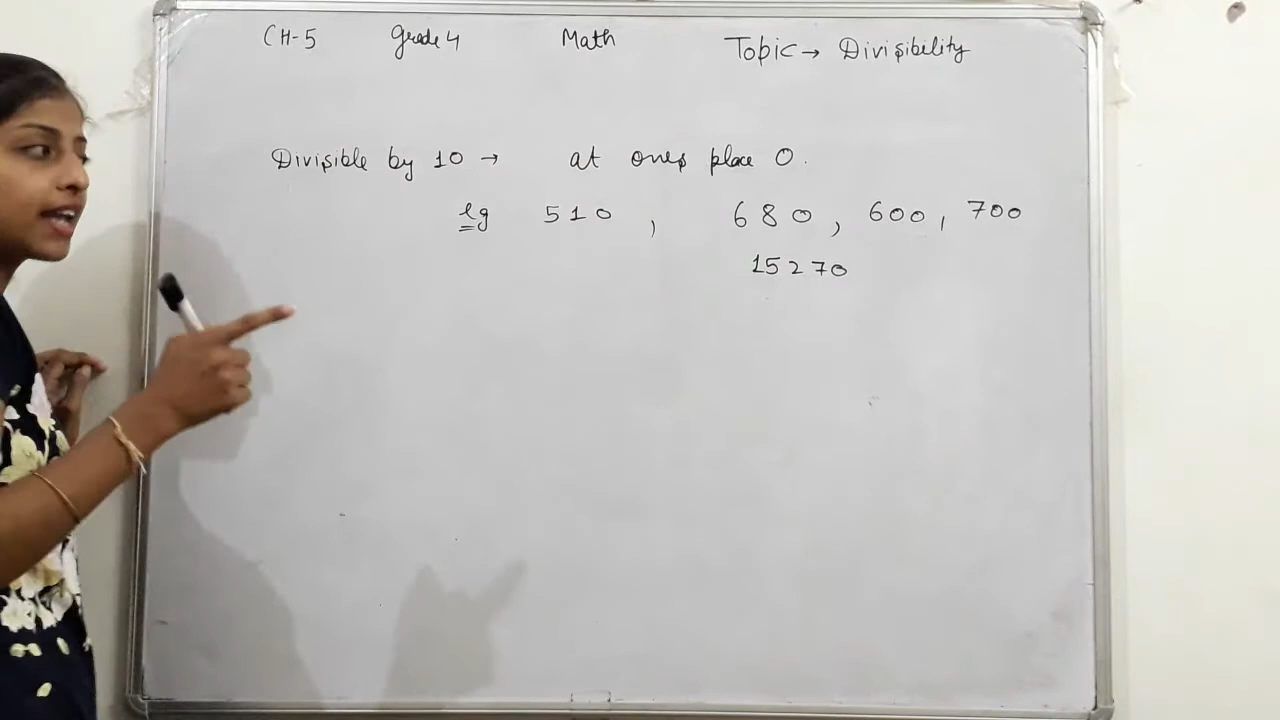 CH-5 Grade 4 Math Topic → Divisibility
Divisible by 10 → at ones place 0.
eg 510 , 680 , 600 , 700
15270